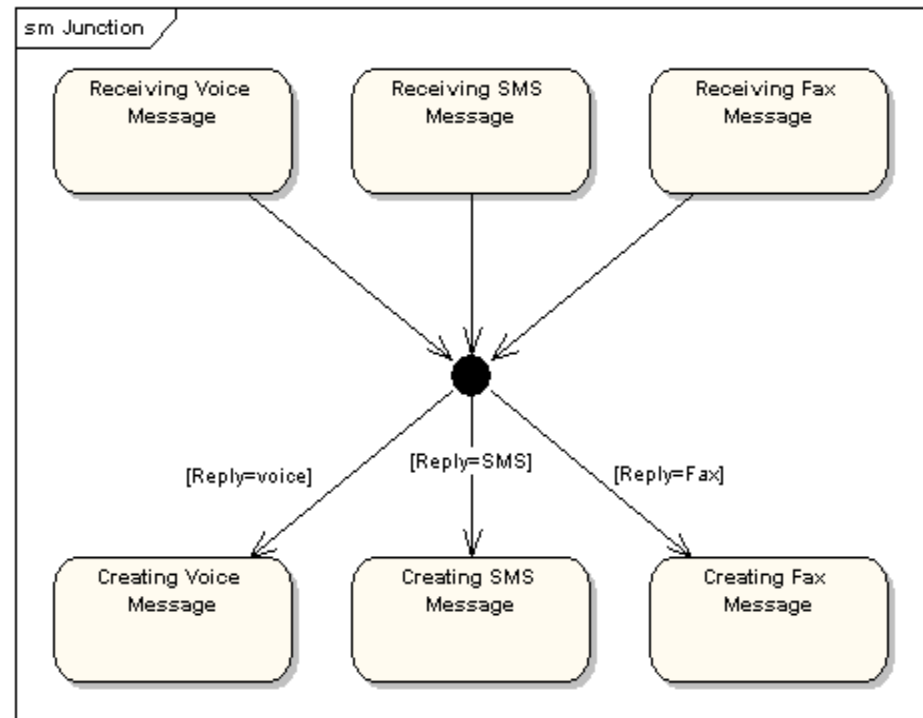 sm Junction
Receiving Voice
Message
Receiving SMS
Message
Receiving Fax
Message
[Reply=voice]
[Reply=SMS]
[Reply=Fax]
Creating Voice
Message
Creating SMS
Message
Creating Fax
Message